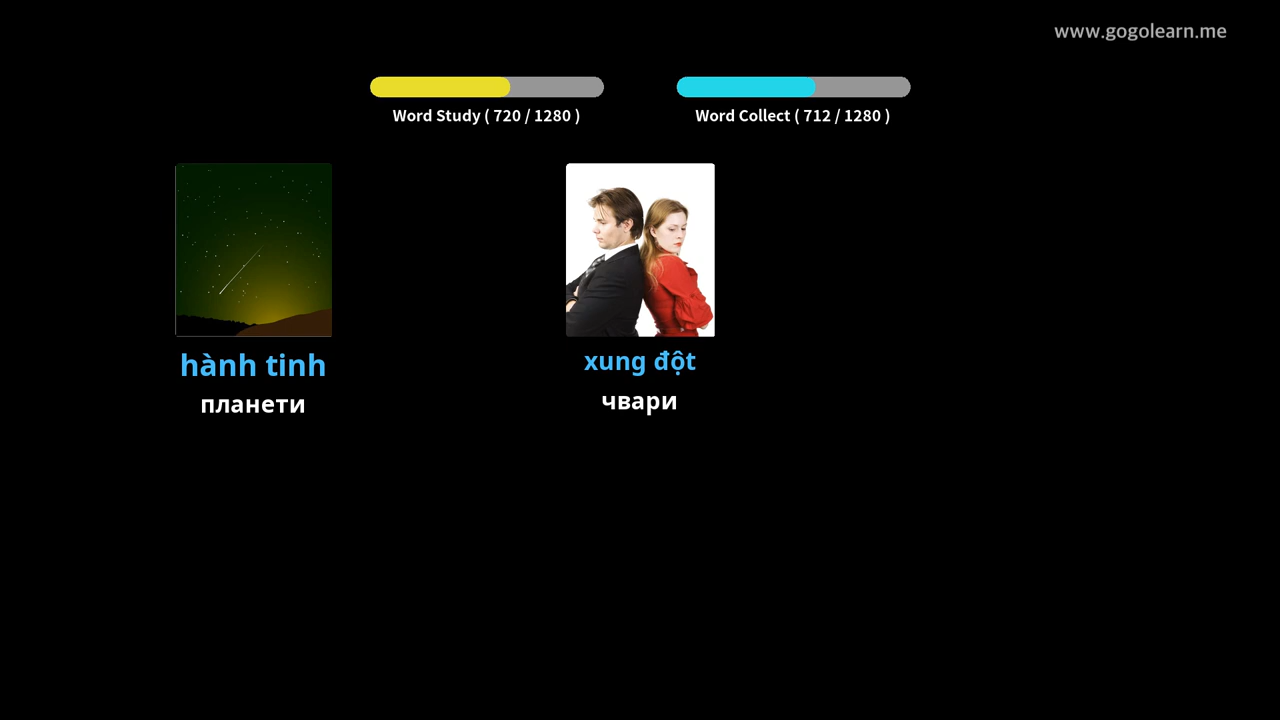 www.gogolearn.me
Word Study ( 720 / 1280 )
Word Collect ( 712 / 1280 )
hành tinh
планети
xung đột
чвари